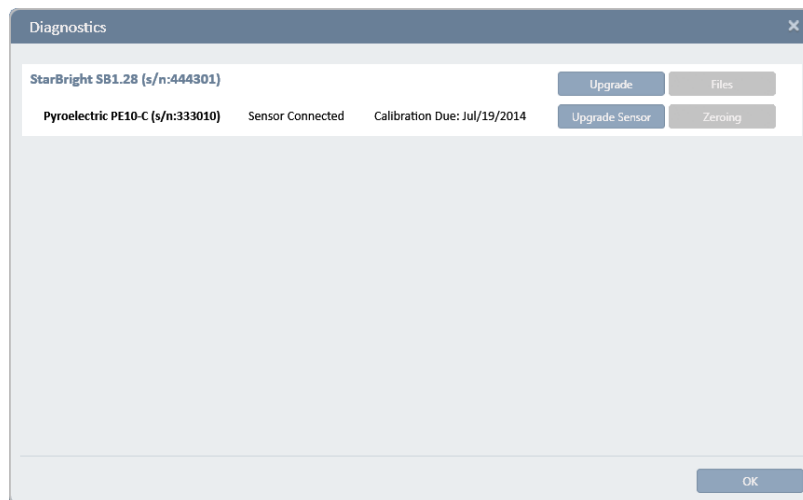 Diagnostics
StarBright SB1.28 (s/n:444301) Upgrade Files
Pyroelectric PE10-C (s/n:333010) Sensor Connected Calibration Due: Jul/19/2014 Upgrade Sensor Zeroing
OK